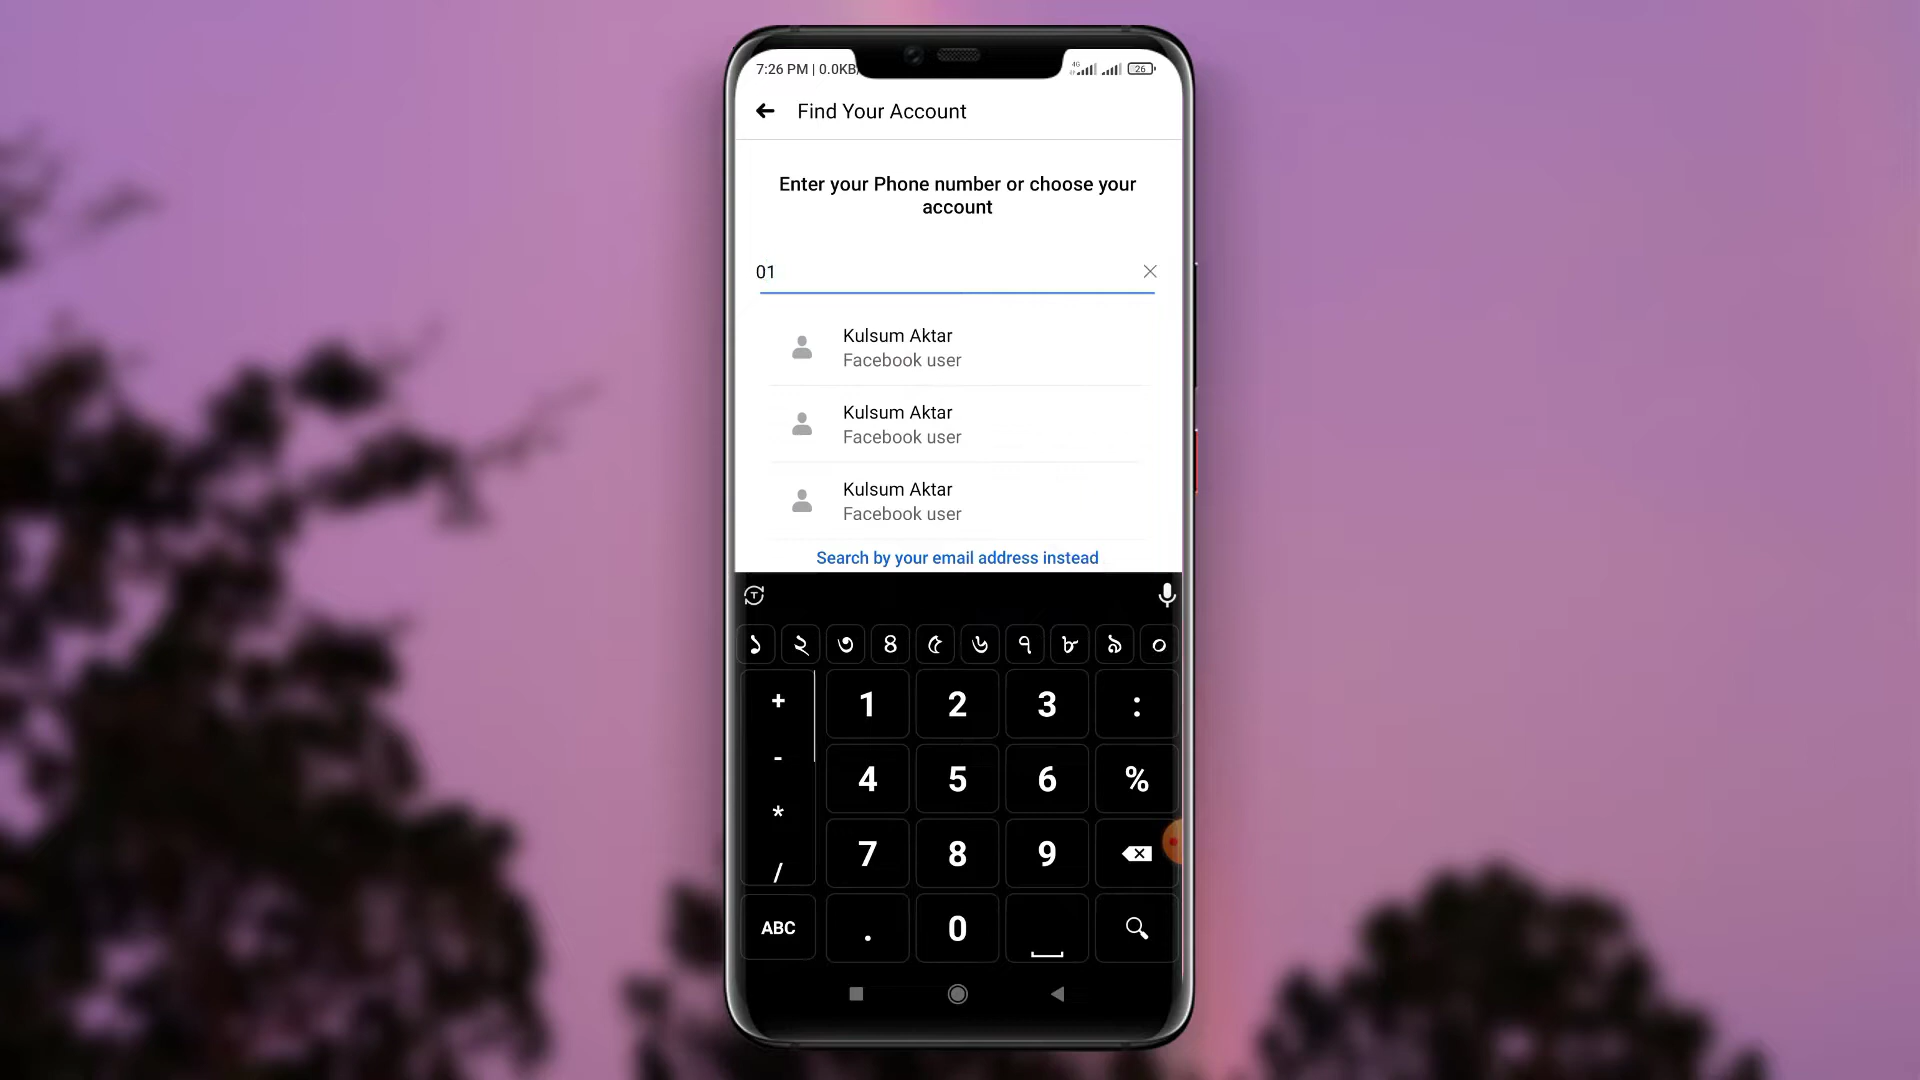 7:26 PM | 0.0KB/
4G
26
Find Your Account
Enter your Phone number or choose your
account
01
Kulsum Aktar
Facebook user
Kulsum Aktar
Facebook user
Kulsum Aktar
Facebook user
Search by your email address instead
১ ২ ৩ ৪ ৫ ৬ ৭ ৮ ৯ ০
+ 1 2 3 :
- 4 5 6 %
*
/ 7 8 9
ABC . 0